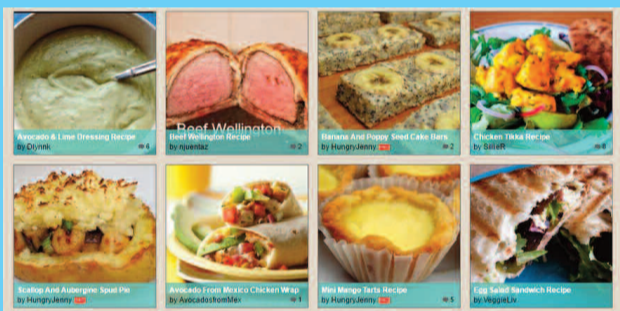 Avocado & Lime Dressing Recipe
by Dlynnk
6
Beef Wellington
Beef Wellington Recipe
by njuenlaz
2
Banana And Poppy Seed Cake Bars
by HungryJenny
2
Chicken Tikka Recipe
by SillieR
8
Scallop And Aubergine Spud Pie
by HungryJenny
Avocado From Mexico Chicken Wrap
by AvocadosfromMex
1
Mini Mango Tarts Recipe
by HungryJenny
5
Egg Salad Sandwich Recipe
by VeggieLiv